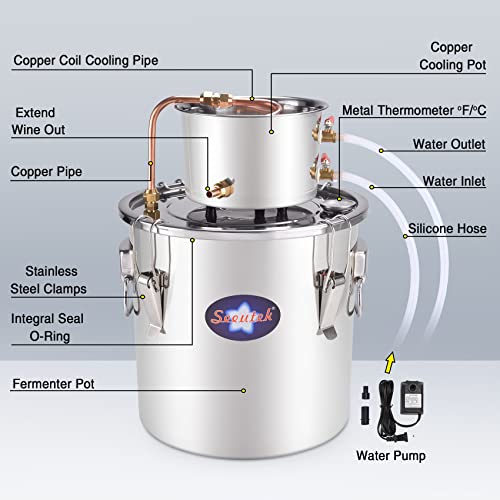 Copper
Cooling Pot
Copper Coil Cooling Pipe
Metal Thermometer °F/°C
Extend
Wine Out
Water Outlet
Copper Pipe
Water Inlet
Silicone Hose
Stainless
Steel Clamps
Integral Seal
O-Ring
Seeutek
Fermenter Pot
Water Pump